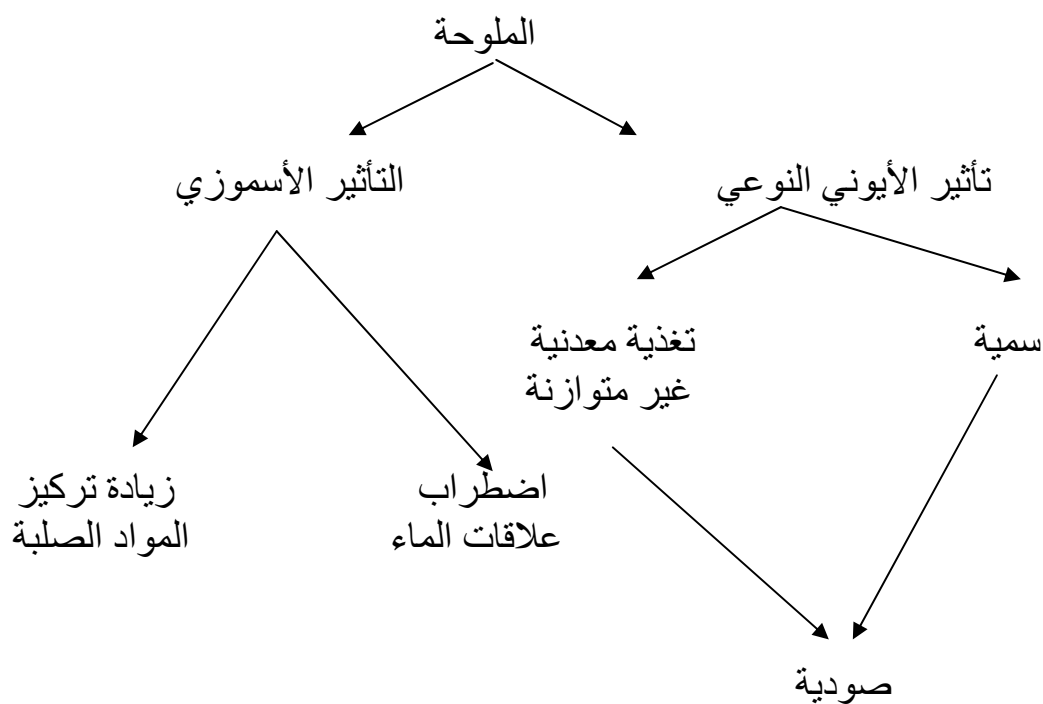 الملوحة
تأثير الأيوني النوعي
التأثير الأسموزي
سمية
تغذية معدنية
غير متوازنة
اضطراب
علاقات الماء
زيادة تركيز
المواد الصلبة
صودية